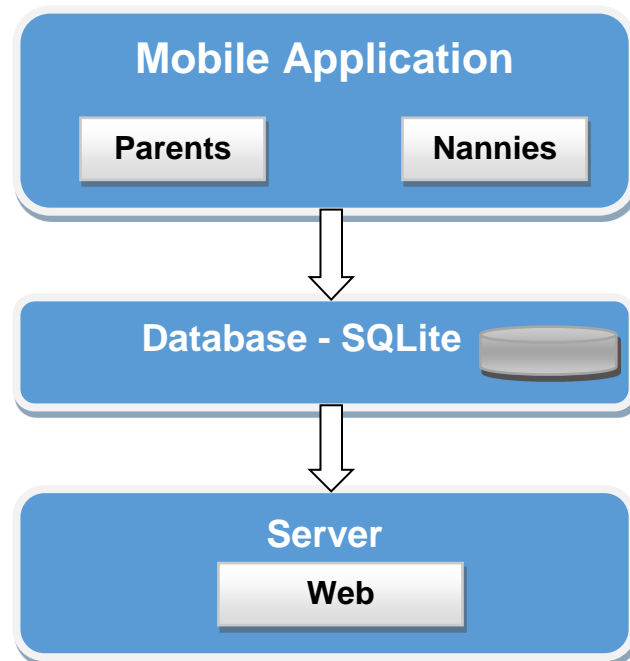 Mobile Application
Parents
Nannies
Database - SQLite
Server
Web